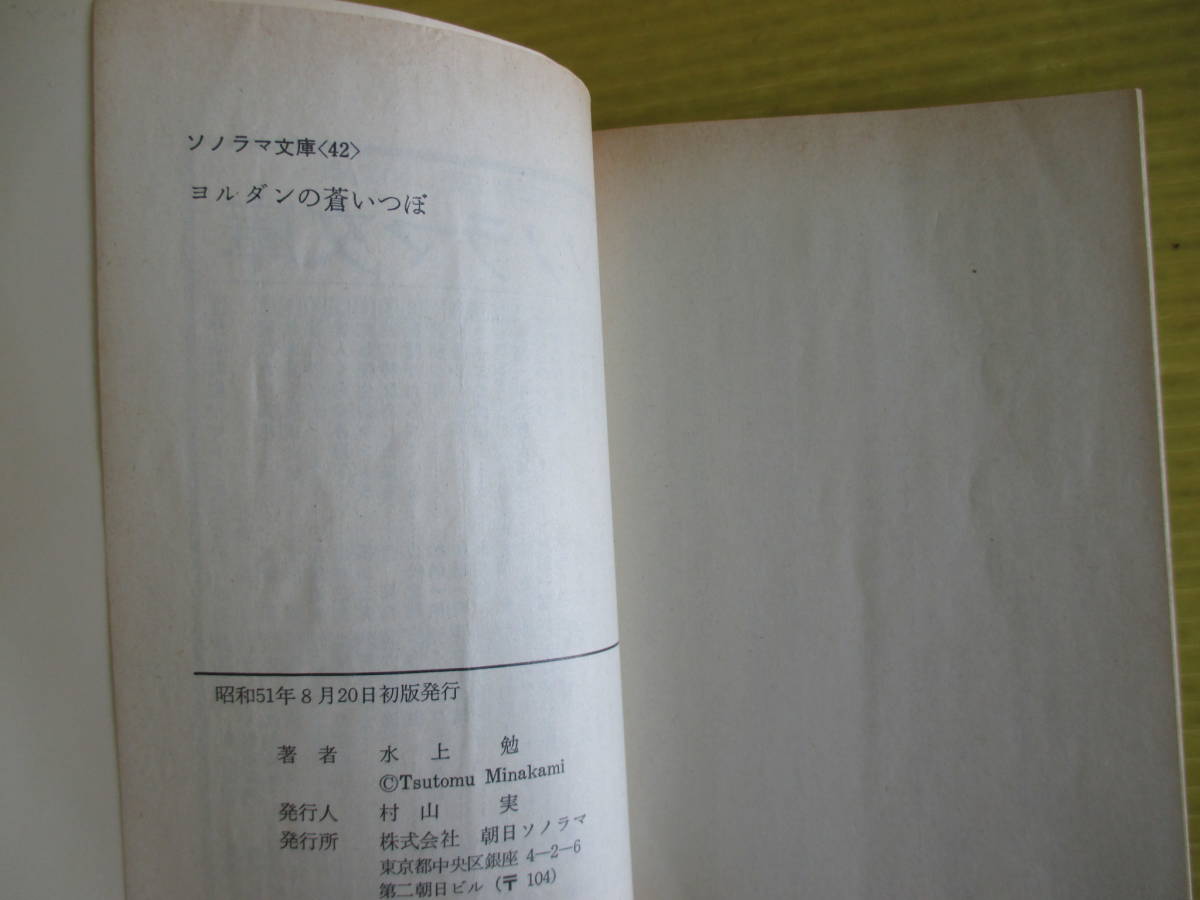 ソノラマ文庫〈42〉
ヨルダンの蒼いつぼ
昭和51年8月20日初版発行
著者 水上 勉
©Tsutomu Minakami
発行人 村山 実
発行所 株式会社 朝日ソノラマ
東京都中央区銀座 4―2―6
第二朝日ビル (〒 104)